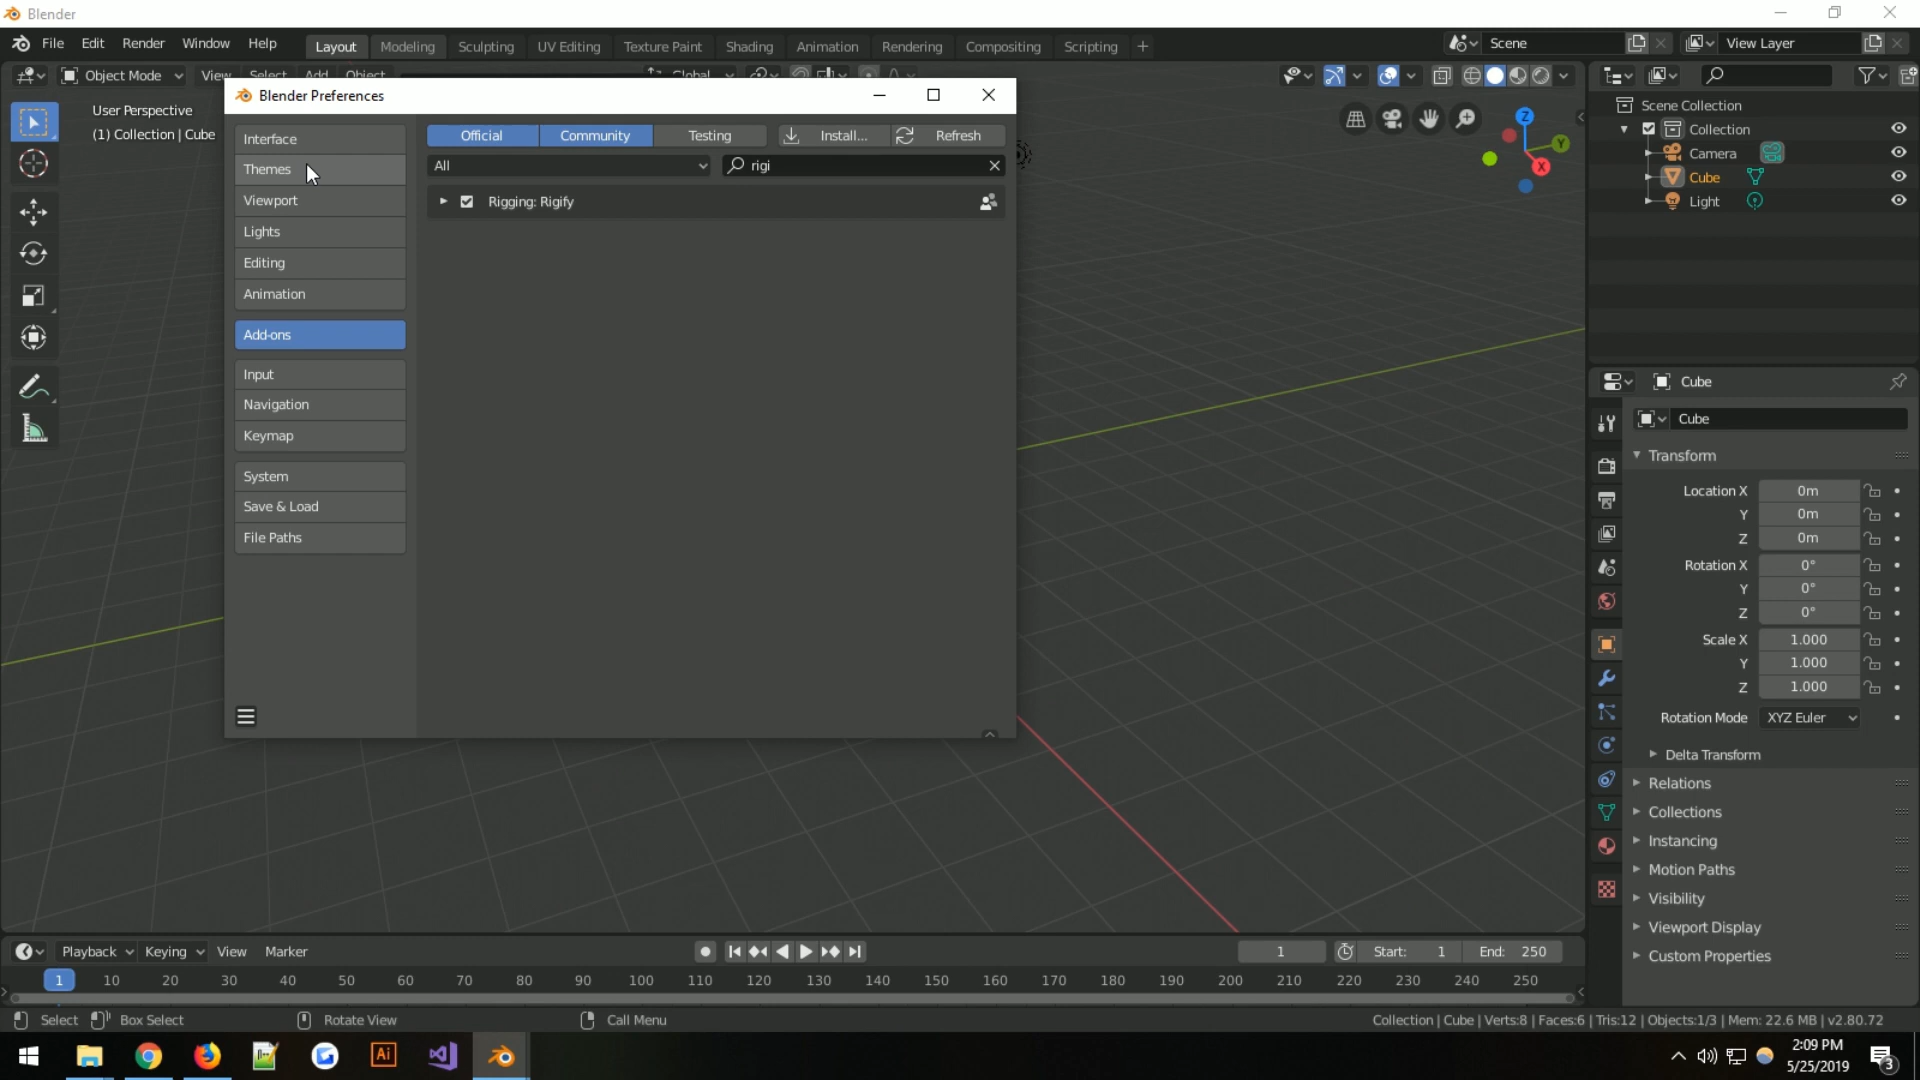 Blender
File Edit Render Window Help Layout Modeling Sculpting UV Editing Texture Paint Shading Animation Rendering Compositing Scripting + Scene View Layer
Object Mode View Select Add Object Global
User Perspective
(1) Collection | Cube
Blender Preferences
Interface
Themes
Viewport
Lights
Editing
Animation
Add-ons
Input
Navigation
Keymap
System
Save & Load
File Paths
Official Community Testing Install... Refresh
All rigi
Rigging: Rigify
Z
Y
X
Scene Collection
Collection
Camera
Cube
Light
Cube
Cube
Transform
Location X 0m
Y 0m
Z 0m
Rotation X 0°
Y 0°
Z 0°
Scale X 1.000
Y 1.000
Z 1.000
Rotation Mode XYZ Euler
Delta Transform
Relations
Collections
Instancing
Motion Paths
Visibility
Viewport Display
Custom Properties
Playback Keying View Marker 1 Start: 1 End: 250
1 10 20 30 40 50 60 70 80 90 100 110 120 130 140 150 160 170 180 190 200 210 220 230 240 250
Select Box Select Rotate View Call Menu Collection | Cube | Verts:8 | Faces:6 | Tris:12 | Objects:1/3 | Mem: 22.6 MB | v2.80.72
Ai
2:09 PM
5/25/2019
3